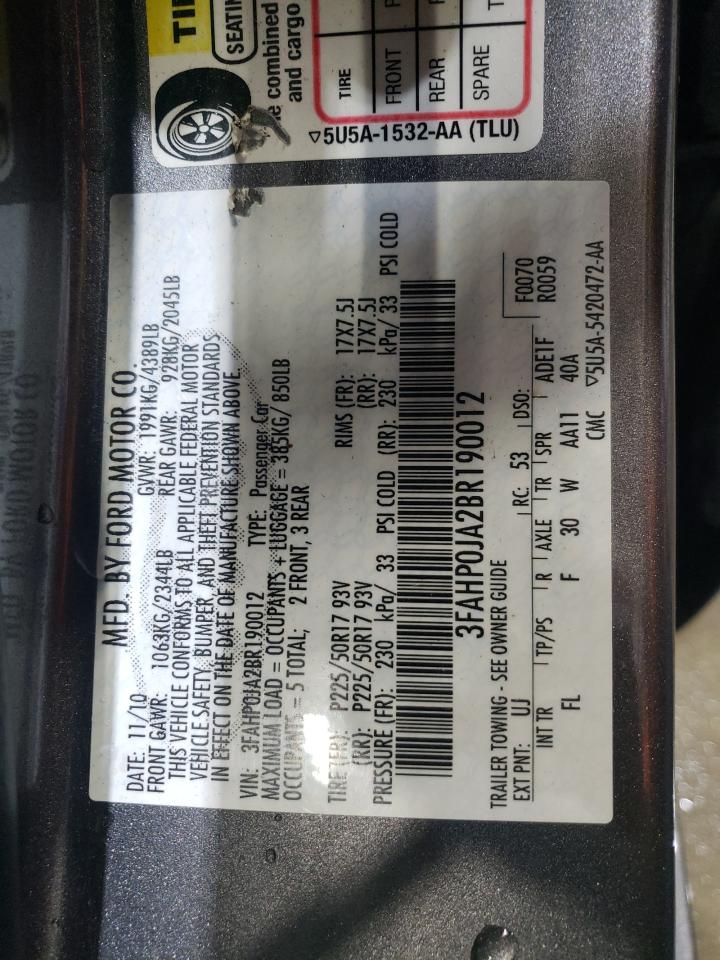 TI
SEATIN
e combined
and cargo
TIRE
FRONT P
REAR P
SPARE T
▽5U5A-1532-AA (TLU)
MFD. BY FORD MOTOR CO.
DATE: 11/10 GVWR: 1991KG/4389LB
FRONT GAWR: 1063KG/2344LB REAR GAWR: 928KG/2045LB
THIS VEHICLE CONFORMS TO ALL APPLICABLE FEDERAL MOTOR
VEHICLE SAFETY, BUMPER, AND THEFT PREVENTION STANDARDS
IN EFFECT ON THE DATE OF MANUFACTURE SHOWN ABOVE.
VIN: 3FAHP0JA2BR190012 TYPE: Passenger Car
MAXIMUM LOAD = OCCUPANTS + LUGGAGE = 385KG/ 850LB
OCCUPANTS = 5 TOTAL; 2 FRONT, 3 REAR
TIRE(FR): P225/50R17 93V RIMS (FR): 17X7.5J
(RR): P225/50R17 93V (RR): 17X7.5J
PRESSURE (FR): 230 kPa/ 33 PSI COLD (RR): 230 kPa/ 33 PSI COLD
3FAHP0JA2BR190012
TRAILER TOWING - SEE OWNER GUIDE F0070
EXT PNT: UJ RC: 53 DSO: R0059
INT TR TP/PS R AXLE TR SPR ADE1F
FL F 30 W AA11 40A
CMC ▽5U5A-5420472-AA